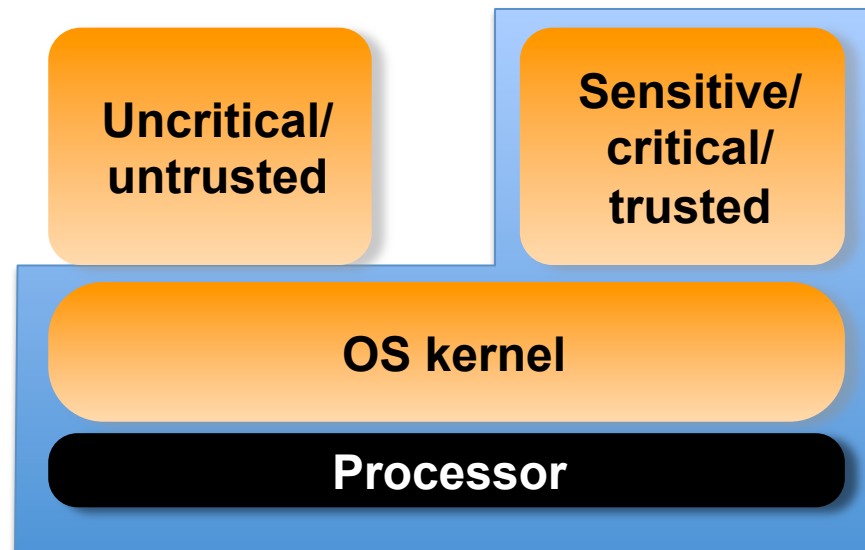 Uncritical/
untrusted
Sensitive/
critical/
trusted
OS kernel
Processor